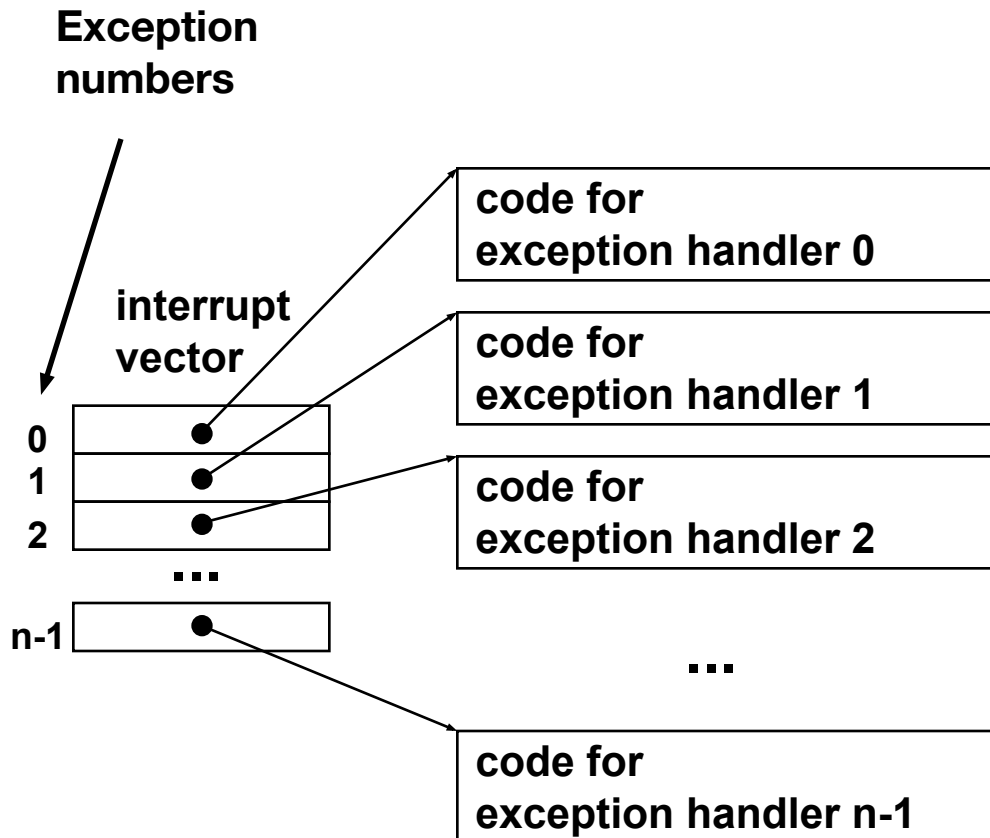 Exception
numbers
code for
exception handler 0
interrupt
vector
code for
exception handler 1
0
1
2
code for
exception handler 2
...
n-1
...
code for
exception handler n-1